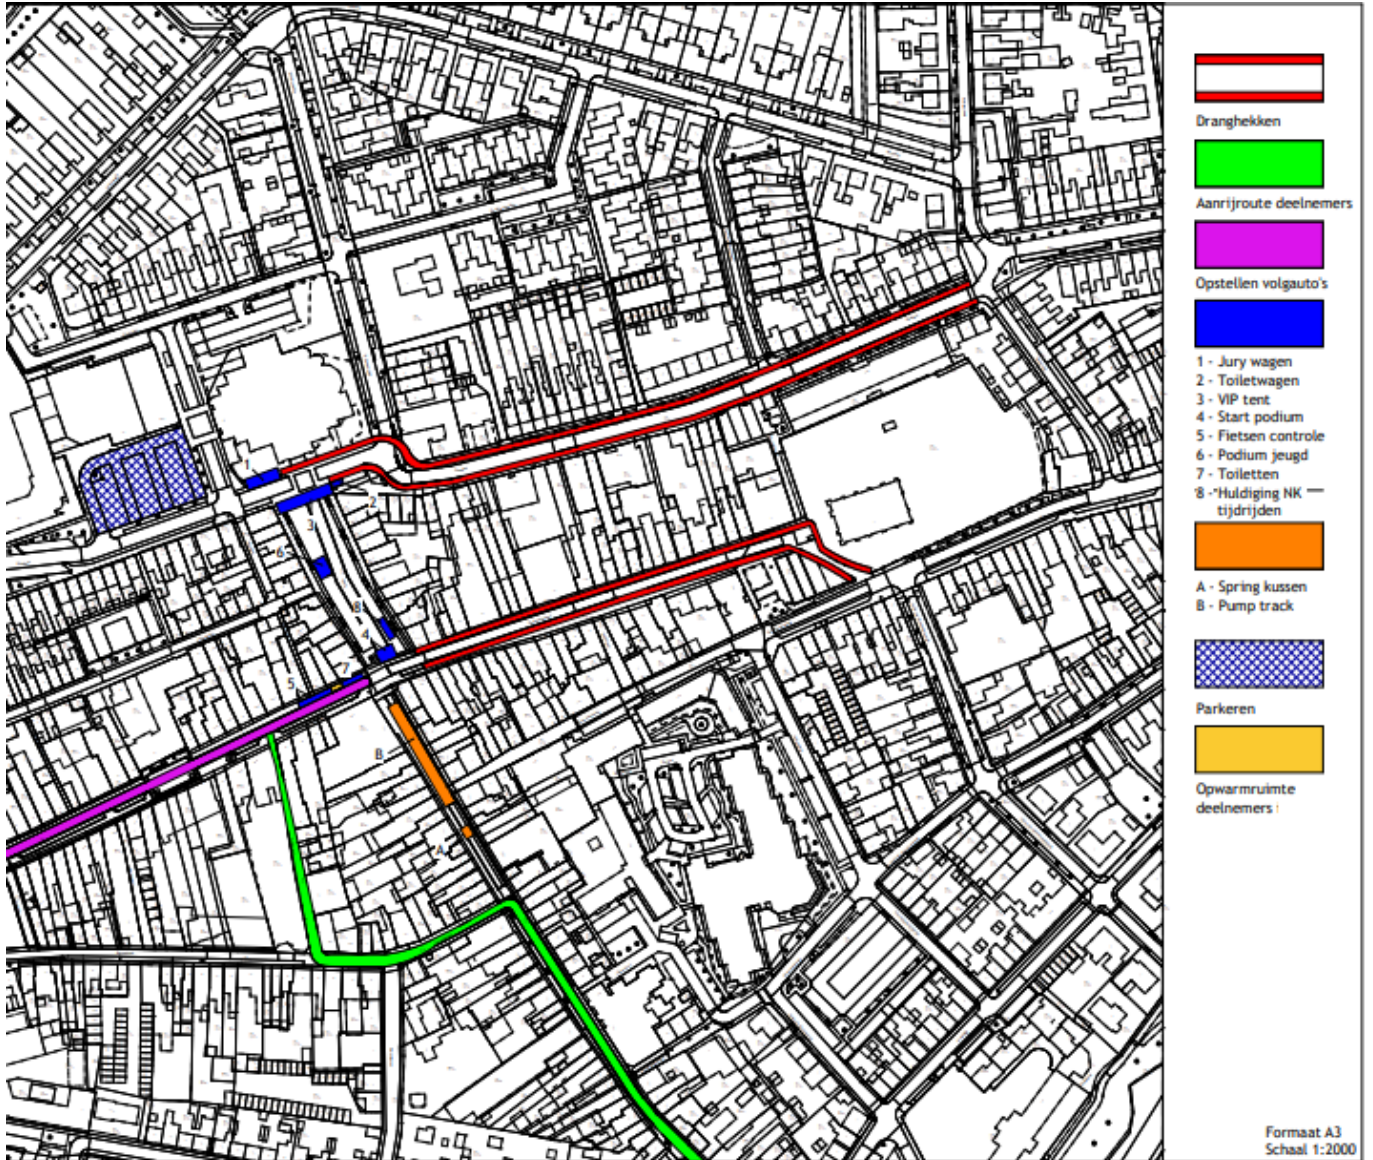 Dranghekken
Aanrijroute deelnemers
Opstellen volgauto's
1 - Jury wagen
2 - Toiletwagen
3 - VIP tent
4 - Start podium
5 - Fietsen controle
6 - Podium jeugd
7 - Toiletten
8 - Huldiging NK
tijdrijden
A - Spring kussen
B - Pump track
Parkeren
Opwarmruimte
deelnemers
1
2
3
6
8
4
7
5
B
A
Formaat A3
Schaal 1:2000